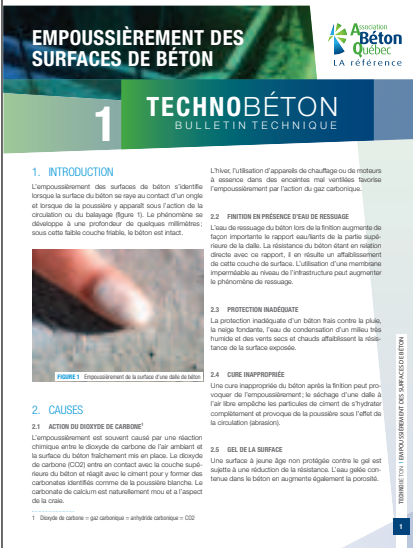 EMPOUSSIÈREMENT DES
SURFACES DE BÉTON
Association
Béton
Québec
LA référence
1
TECHNOBÉTON
BULLETIN TECHNIQUE
1. INTRODUCTION
L'empoussièrement des surfaces de béton s'identifie
lorsque la surface du béton se raye au contact d'un ongle
et lorsque de la poussière y apparaît sous l'action de la
circulation ou du balayage (figure 1). Le phénomène se
développe à une profondeur de quelques millimètres;
sous cette faible couche friable, le béton est intact.
FIGURE 1 Empoussièrement de la surface d'une dalle de béton
2. CAUSES
2.1 ACTION DU DIOXYDE DE CARBONE1
L'empoussièrement est souvent causé par une réaction
chimique entre le dioxyde de carbone de l'air ambiant et
la surface du béton fraîchement mis en place. Le dioxyde
de carbone (CO2) entre en contact avec la couche supé-
rieure du béton et réagit avec le ciment pour y former des
carbonates identifiés comme de la poussière blanche. Le
carbonate de calcium est naturellement mou et a l'aspect
de la craie.
1 Dioxyde de carbone = gaz carbonique = anhydride carbonique = CO2
L'hiver, l'utilisation d'appareils de chauffage ou de moteurs
à essence dans des enceintes mal ventilées favorise
l'empoussièrement par l'action du gaz carbonique.
2.2 FINITION EN PRÉSENCE D'EAU DE RESSUAGE
L'eau de ressuage du béton lors de la finition augmente de
façon importante le rapport eau/liants de la partie supé-
rieure de la dalle. La résistance du béton étant en relation
directe avec ce rapport, il en résulte un affaiblissement
de cette couche de surface. L'utilisation d'une membrane
imperméable au niveau de l'infrastructure peut augmenter
le phénomène de ressuage.
2.3 PROTECTION INADÉQUATE
La protection inadéquate d'un béton frais contre la pluie,
la neige fondante, l'eau de condensation d'un milieu très
humide et des vents secs et chauds affaiblissent la résis-
tance de la surface exposée.
2.4 CURE INAPPROPRIÉE
Une cure inappropriée du béton après la finition peut pro-
voquer de l'empoussièrement; le séchage d'une dalle à
l'air libre empêche les particules de ciment de s'hydrater
complètement et provoque de la poussière sous l'effet de
la circulation (abrasion).
2.5 GEL DE LA SURFACE
Une surface à jeune âge non protégée contre le gel est
sujette à une réduction de la résistance. L'eau gelée con-
tenue dans le béton en augmente également la porosité.
TECHNOBÉTON I EMPOUSSIÈREMENT DES SURFACES DE BÉTON
1